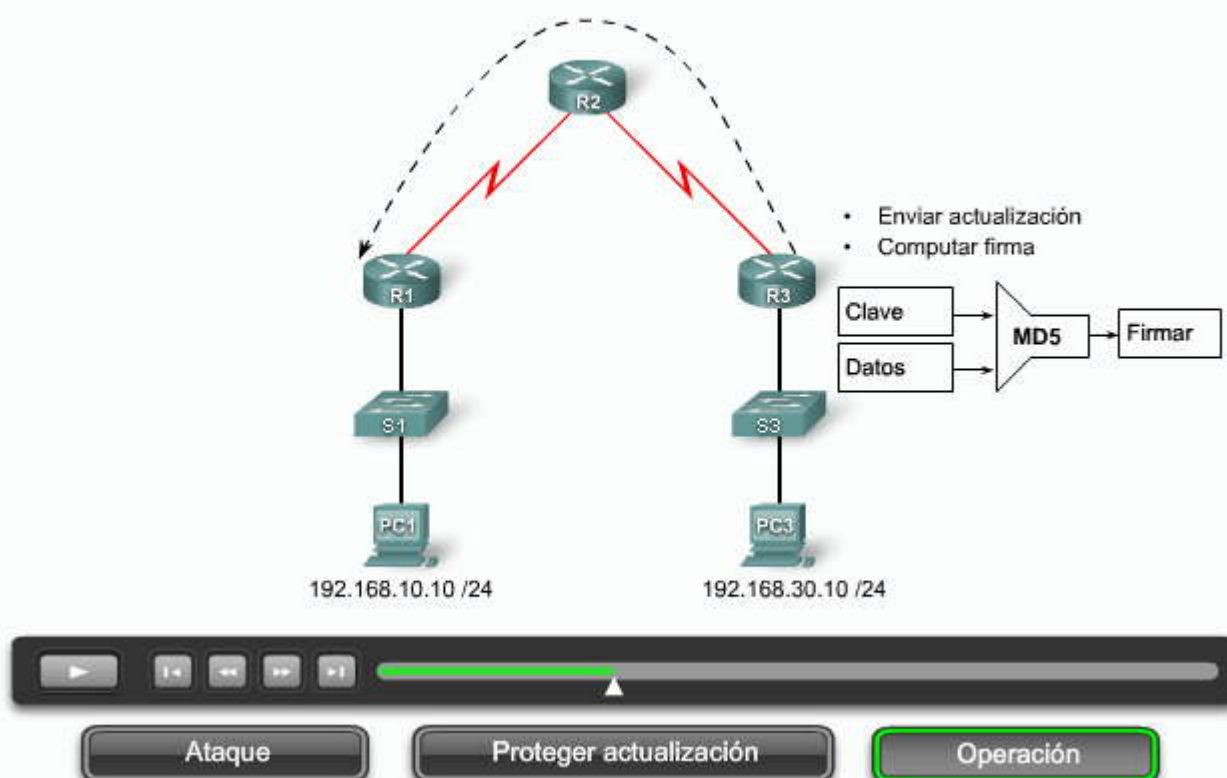 R2
• Enviar actualización
• Computar firma
R1
R3
Clave
Datos
MD5
Firmar
S1
S3
PC1
PC3
192.168.10.10 /24
192.168.30.10 /24
Ataque
Proteger actualización
Operación